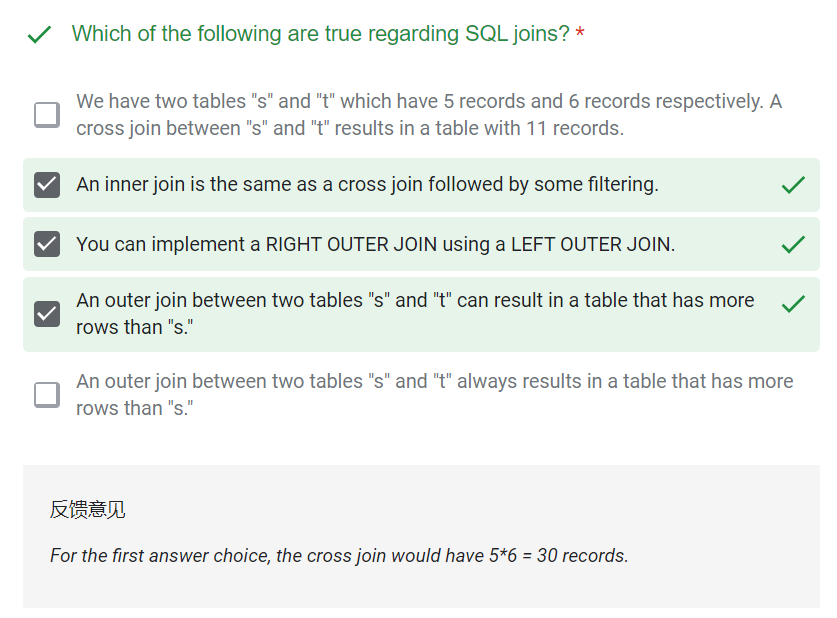 Which of the following are true regarding SQL joins? *
We have two tables "s" and "t" which have 5 records and 6 records respectively. A
cross join between "s" and "t" results in a table with 11 records.
An inner join is the same as a cross join followed by some filtering.
You can implement a RIGHT OUTER JOIN using a LEFT OUTER JOIN.
An outer join between two tables "s" and "t" can result in a table that has more
rows than "s."
An outer join between two tables "s" and "t" always results in a table that has more
rows than "s."
反馈意见
For the first answer choice, the cross join would have 5*6 = 30 records.